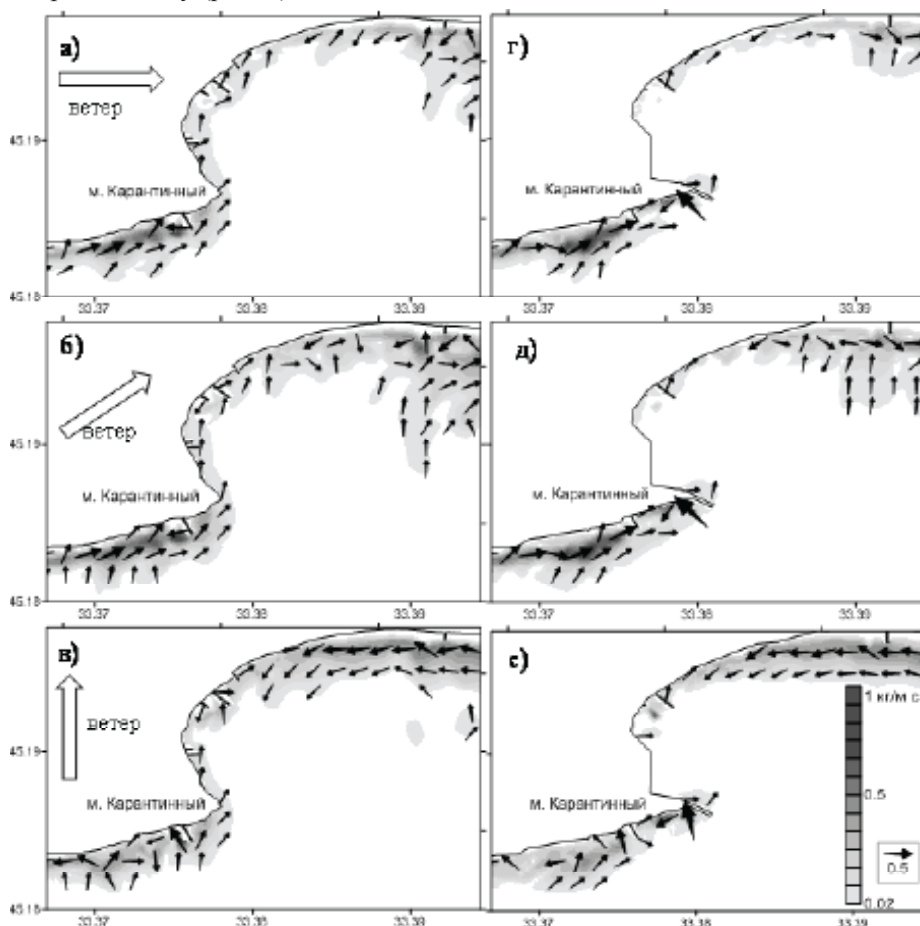 а)
ветер
45.19
м. Карантинный
45.18
33.37 33.38 33.39
г)
м. Карантинный
33.37 33.38 33.39
б)
ветер
45.19
м. Карантинный
45.18
33.37 33.38 33.39
д)
м. Карантинный
33.37 33.38 33.39
в)
ветер
45.19
м. Карантинный
45.18
33.37 33.38 33.39
е)
м. Карантинный
1 кг/м с
0.5
0.02
0.5
33.37 33.38 33.39